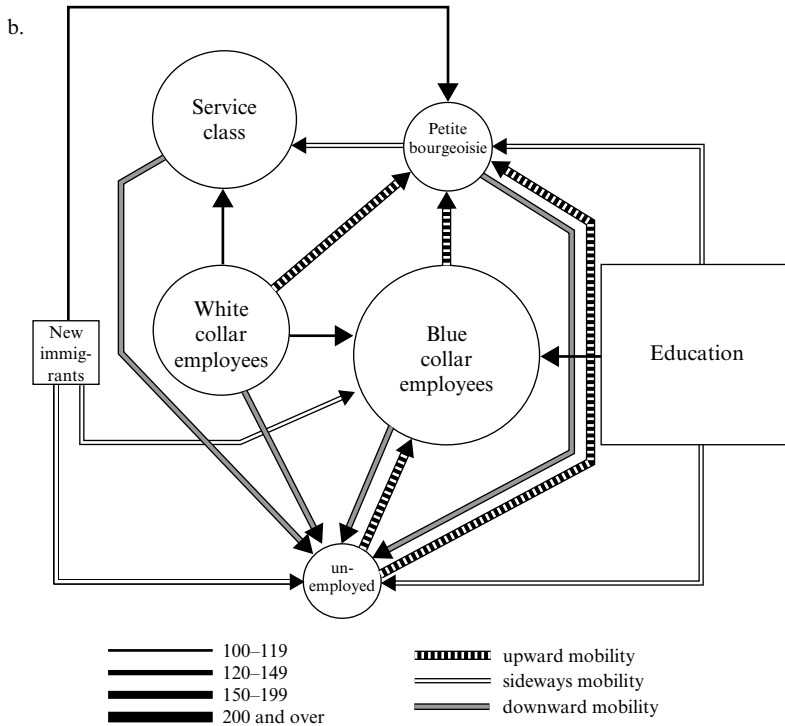 b.
Service
class
Petite
bourgeoisie
White
collar
employees
Blue
collar
employees
New
immig-
rants
Education
un-
employed
100–119
120–149
150–199
200 and over
upward mobility
sideways mobility
downward mobility